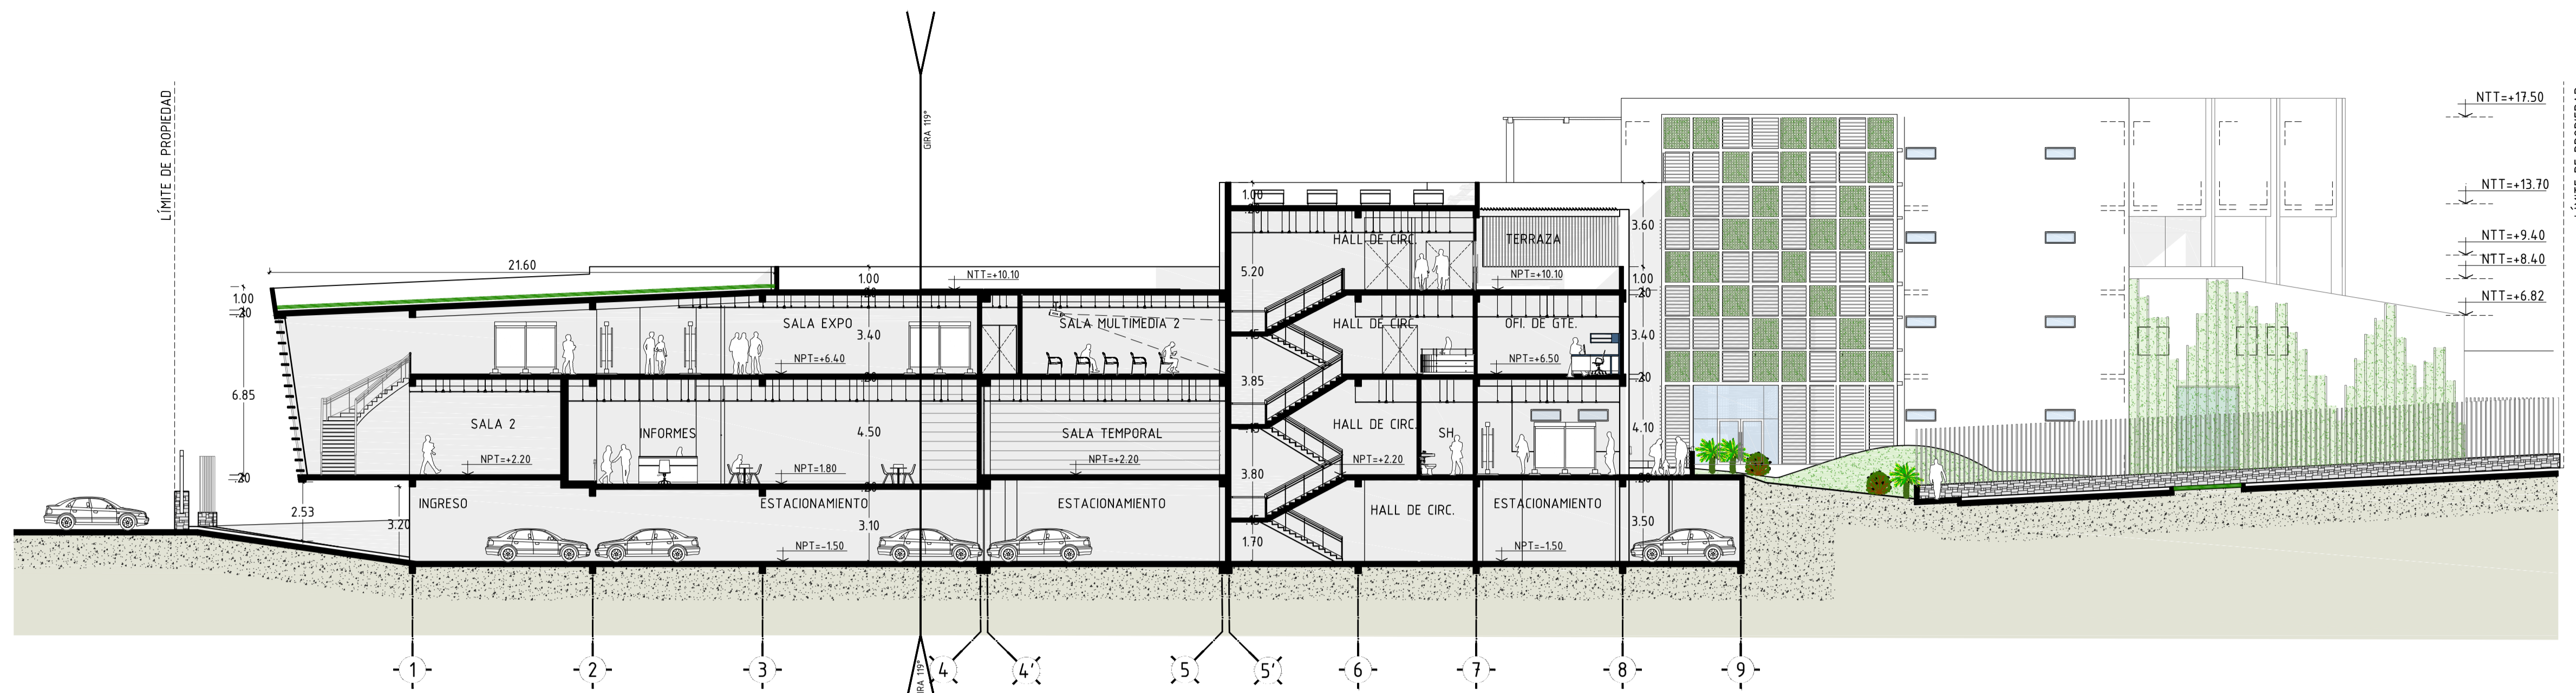 LÍMITE DE PROPIEDAD
GIRA 119°
NTT=+17.50
NTT=+13.70
NTT=+9.40
NTT=+8.40
NTT=+6.82
21.60
1.00
.20
6.85
.20
2.53
3.20
NTT=+10.10
1.00
.20
SALA EXPO
3.40
NPT=+6.40
SALA MULTIMEDIA 2
SALA 2
NPT=+2.20
INFORMES
4.50
NPT=+1.80
SALA TEMPORAL
NPT=+2.20
INGRESO
ESTACIONAMIENTO
3.10
NPT=-1.50
ESTACIONAMIENTO
1.00
.20
HALL DE CIRC.
TERRAZA
3.60
5.20
NPT=+10.10
1.00
.20
HALL DE CIRC.
OFI. DE GTE.
3.40
NPT=+6.50
.20
3.85
HALL DE CIRC.
SH
4.10
3.80
NPT=+2.20
HALL DE CIRC.
ESTACIONAMIENTO
3.50
1.70
NPT=-1.50
1
2
3
4
4'
5
5'
6
7
8
9